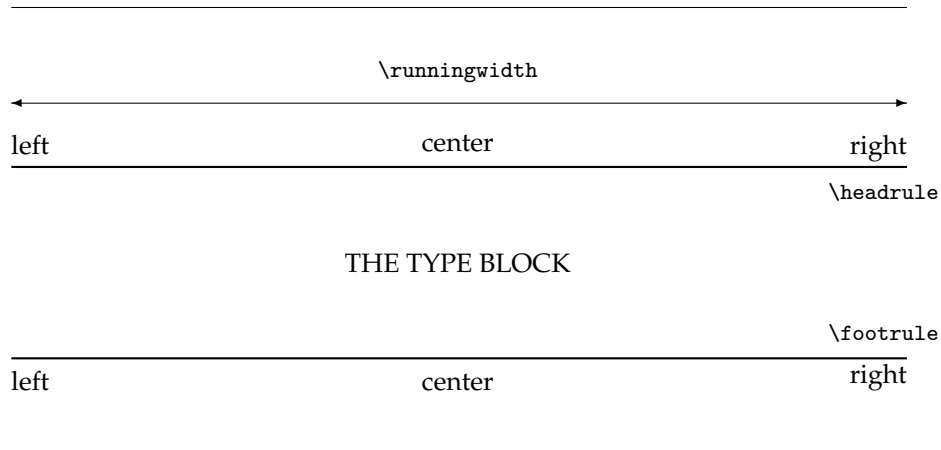 \runningwidth
left center right
\headrule
THE TYPE BLOCK
\footrule
left center right